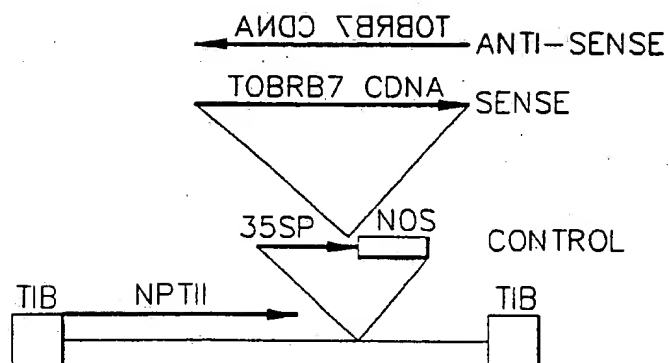 TOBRB7 CDNA
ANTI-SENSE
TOBRB7 CDNA
SENSE
35SP
NOS
CONTROL
TIB
NPTII
TIB